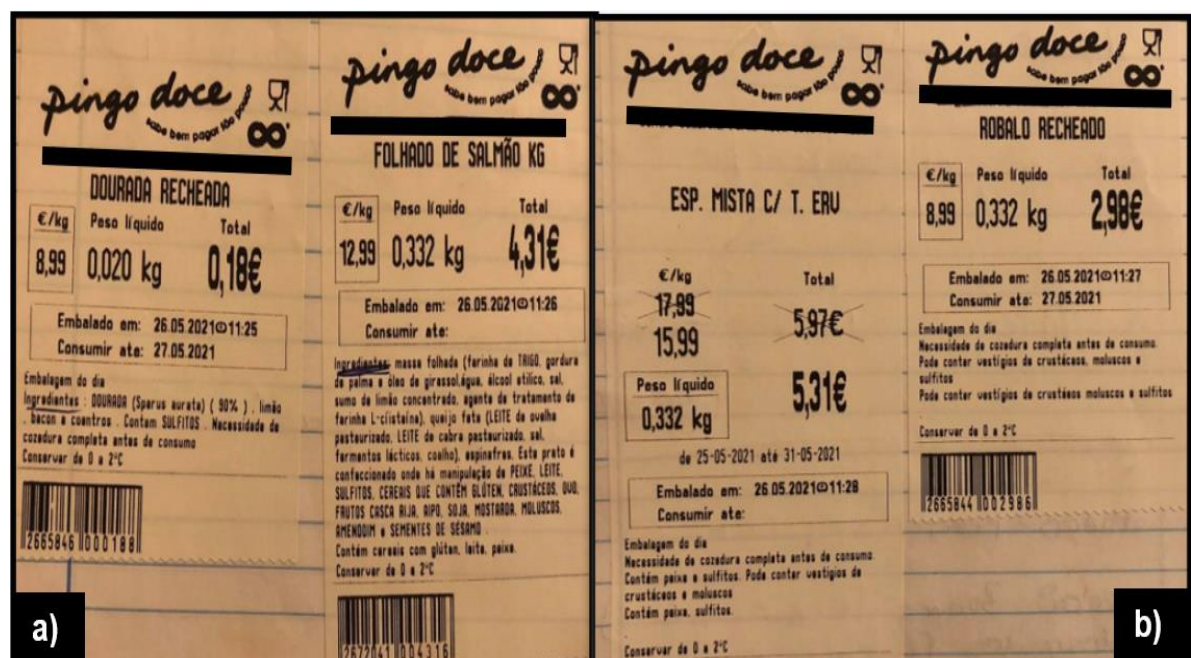 pingo doce
sabe bem pagar tão pouco
DOURADA RECHEADA
€/kg Peso líquido Total
8,99 0,020 kg 0,18€
Embalado em: 26.05.2021 11:25
Consumir ate: 27.05.2021
Embalagem do dia
Ingredientes : DOURADA (Sparus aurata) ( 90% ) , limão
, bacon e coentros . Contem SULFITOS . Necessidade de
cozedura completa antes de consumo
Conservar de 0 a 2ºC
2665846 000188
a)
pingo doce
sabe bem pagar tão pouco
FOLHADO DE SALMÃO KG
€/kg Peso líquido Total
12,99 0,332 kg 4,31€
Embalado em: 26.05.2021 11:26
Consumir ate:
Ingredientes: massa folhada (farinha de TRIGO, gordura
de palma e óleo de girassol,água, álcool etílico, sal,
sumo de limão concentrado, agente de tratamento de
farinha L-ciisteína), queijo fata (LEITE de ovelha
pasteurizado, LEITE de cabra pasteurizado, sal,
fermentos lácticos, coalho), espinafres. Este prato é
confeccionado onde há manipulação de PEIXE, LEITE,
SULFITOS, CEREAIS QUE CONTÊM GLÚTEN, CRUSTÁCEOS, OVO,
FRUTOS CASCA RIJA, AIPO, SOJA, MOSTARDA, MOLUSCOS,
AMENDOIM e SEMENTES DE SÉSAMO .
Contém cereais com glúten, leite, peixe.
Conservar de 0 a 2ºC
2672041 004316
pingo doce
sabe bem pagar tão pouco
ESP. MISTA C/ T. ERU
€/kg Total
17,99 5,97€
15,99
Peso líquido 5,31€
0,332 kg
de 25-05-2021 até 31-05-2021
Embalado em: 26.05.2021 11:28
Consumir ate:
Embalagem do dia
Necessidade de cozedura completa antes de consumo.
Contém peixe e sulfitos. Pode conter vestígios de
crustáceos e moluscos
Contém peixe, sulfitos.
Conservar de 0 a 2ºC
pingo doce
sabe bem pagar tão pouco
ROBALO RECHEADO
€/kg Peso líquido Total
8,99 0,332 kg 2,98€
Embalado em: 26.05.2021 11:27
Consumir ate: 27.05.2021
Embalagem do dia
Necessidade de cozedura completa antes de consumo.
Pode conter vestígios de crustáceos, moluscos e
sulfitos
Pode conter vestígios de crustáceos moluscos e sulfitos
Conservar de 0 a 2ºC
2665844 002986
b)